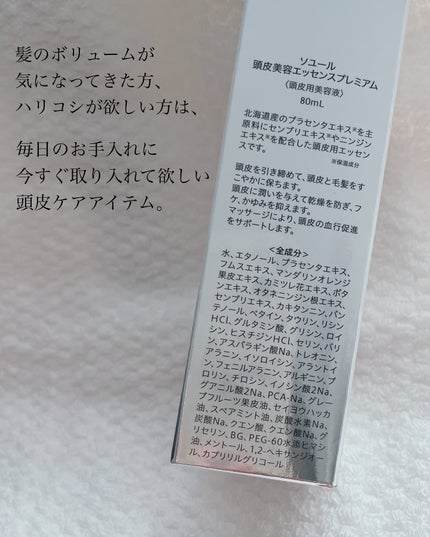 髪のボリュームが
気になってきた方、
ハリコシが欲しい方は、
毎日のお手入れに
今すぐ取り入れて欲しい
頭皮ケアアイテム。
ソユール
頭皮美容エッセンスプレミアム
〈頭皮用美容液〉
80mL
北海道産のプラセンタエキス※を主
原料にセンブリエキス※やニンジン
エキス※を配合した頭皮用エッセン
スです。
※保湿成分
頭皮を引き締めて、頭皮と毛髪をす
こやかに保ちます。
頭皮に潤いを与えて乾燥を防ぎ、フ
ケ、かゆみを抑えます。
マッサージにより、頭皮の血行促進
をサポートします。
<全成分>
水、エタノール、プラセンタエキス、
フムスエキス、マンダリンオレンジ
果皮エキス、カミツレ花エキス、ボタ
ンエキス、オタネニンジン根エキス、
センブリエキス、カキタンニン、パン
テノール、ベタイン、タウリン、リシン
HCl、グルタミン酸、グリシン、ロイ
シン、ヒスチジンHCl、セリン、バリ
ン、アスパラギン酸Na、トレオニン、
アラニン、イソロイシン、アラントイ
ン、フェニルアラニン、アルギニン、プ
ロリン、チロシン、イノシン酸2Na、
グアニル酸2Na、PCA-Na、グレー
プフルーツ果皮油、セイヨウハッカ
油、スペアミント油、炭酸水素Na、
炭酸Na、クエン酸、クエン酸Na、グ
リセリン、BG、PEG-60水添ヒマシ
油、メントール、1,2-ヘキサンジオー
ル、カプリリルグリコール